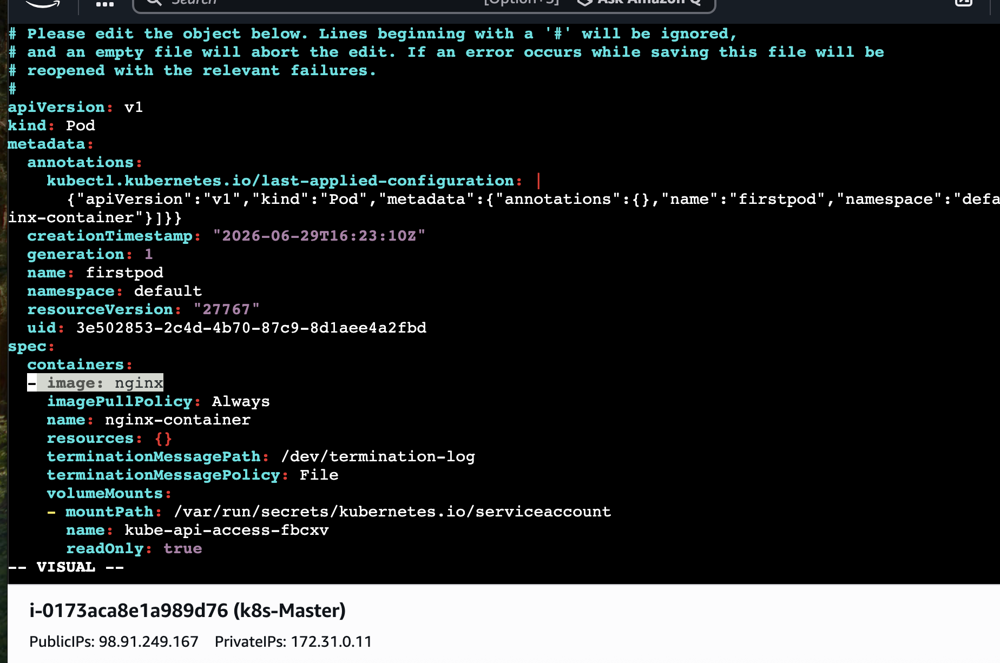 Search [Option+S] Ask Amazon Q
# Please edit the object below. Lines beginning with a '#' will be ignored,
# and an empty file will abort the edit. If an error occurs while saving this file will be
# reopened with the relevant failures.
#
apiVersion: v1
kind: Pod
metadata:
  annotations:
    kubectl.kubernetes.io/last-applied-configuration: |
      {"apiVersion":"v1","kind":"Pod","metadata":{"annotations":{},"name":"firstpod","namespace":"defa
inx-container"}]}}
  creationTimestamp: "2026-06-29T16:23:10Z"
  generation: 1
  name: firstpod
  namespace: default
  resourceVersion: "27767"
  uid: 3e502853-2c4d-4b70-87c9-8d1aee4a2fbd
spec:
  containers:
  - image: nginx
    imagePullPolicy: Always
    name: nginx-container
    resources: {}
    terminationMessagePath: /dev/termination-log
    terminationMessagePolicy: File
    volumeMounts:
    - mountPath: /var/run/secrets/kubernetes.io/serviceaccount
      name: kube-api-access-fbcxv
      readOnly: true
-- VISUAL --
i-0173aca8e1a989d76 (k8s-Master)
PublicIPs: 98.91.249.167 PrivateIPs: 172.31.0.11